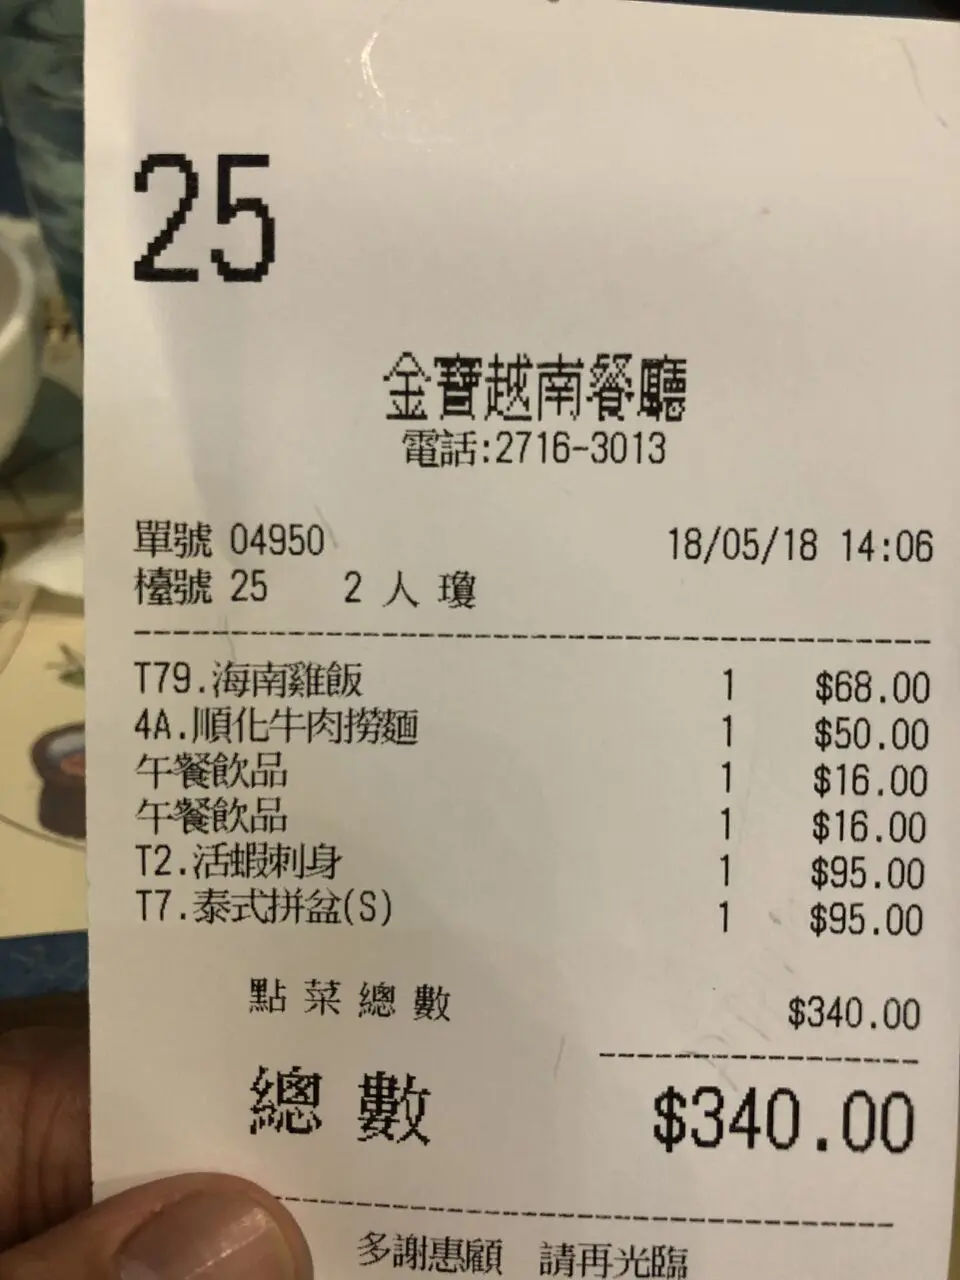 25
金寶越南餐廳
電話:2716-3013
單號 04950 18/05/18 14:06
檯號 25 2 人 瓊
T79.海南雞飯 1 $68.00
4A.順化牛肉撈麵 1 $50.00
午餐飲品 1 $16.00
午餐飲品 1 $16.00
T2.活蝦刺身 1 $95.00
T7.泰式拼盆(S) 1 $95.00
點菜總數 $340.00
總數 $340.00
多謝惠顧 請再光臨